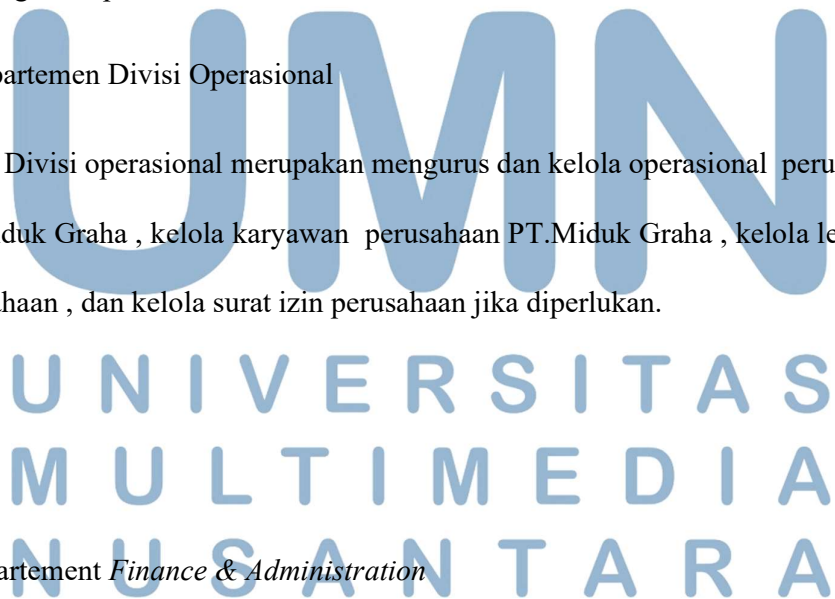 partemen Divisi Operasional
UMN
Divisi operasional merupakan mengurus dan kelola operasional peru
duk Graha , kelola karyawan perusahaan PT.Miduk Graha , kelola le
haan , dan kelola surat izin perusahaan jika diperlukan.
UNIVERSITAS
MULTIMEDIA
NUSANTARA
artement Finance & Administration